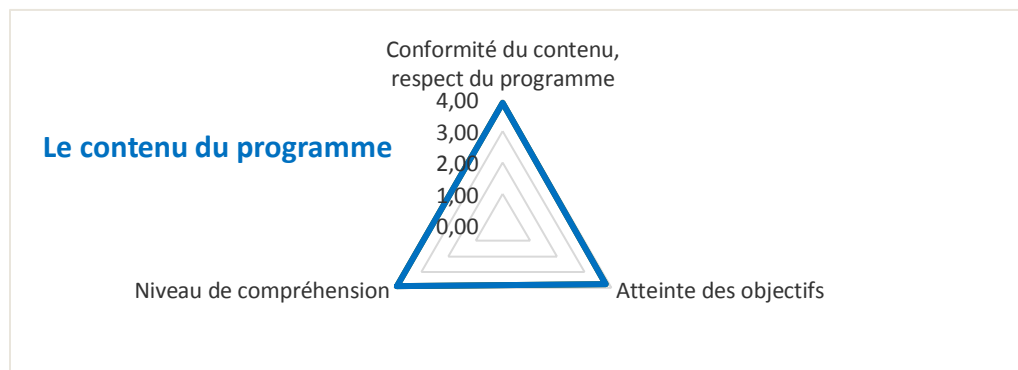 Conformité du contenu,
respect du programme
4,00
Le contenu du programme
3,00
2,00
1,00
0,00
Niveau de compréhension
Atteinte des objectifs